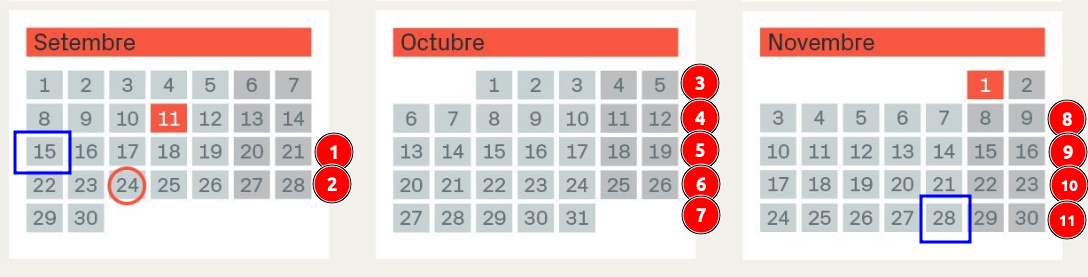 Setembre
1 2 3 4 5 6 7
8 9 10 11 12 13 14
15 16 17 18 19 20 21 1
22 23 24 25 26 27 28 2
29 30
Octubre
1 2 3 4 5 3
6 7 8 9 10 11 12 4
13 14 15 16 17 18 19 5
20 21 22 23 24 25 26 6
27 28 29 30 31 7
Novembre
1 2
3 4 5 6 7 8 9 8
10 11 12 13 14 15 16 9
17 18 19 20 21 22 23 10
24 25 26 27 28 29 30 11